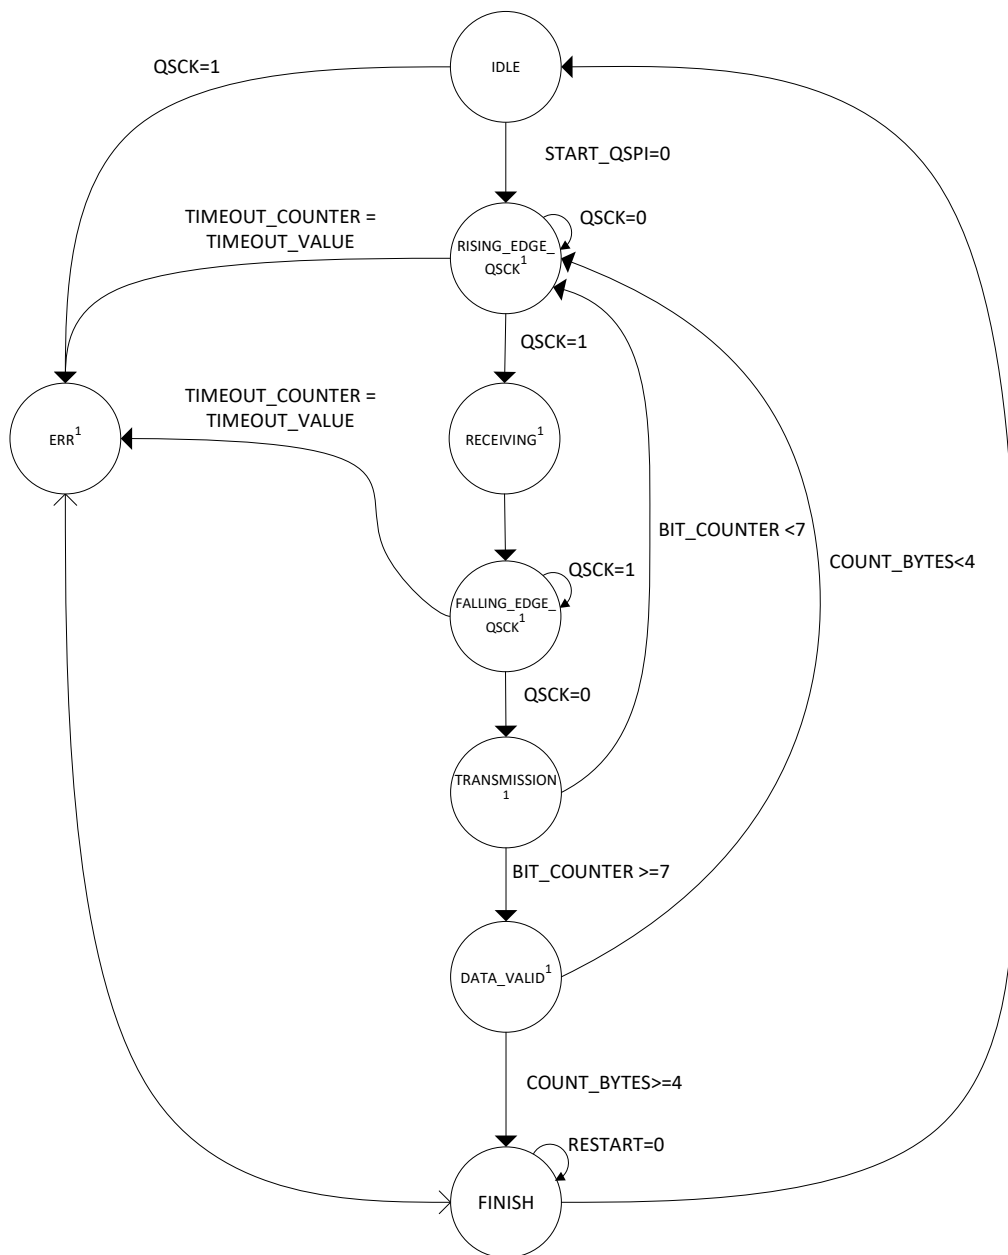 IDLE
QSCK=1
START_QSPI=0
TIMEOUT_COUNTER =
TIMEOUT_VALUE
QSCK=0
RISING_EDGE_
QSCK¹
QSCK=1
TIMEOUT_COUNTER =
TIMEOUT_VALUE
ERR¹
RECEIVING¹
BIT_COUNTER <7
COUNT_BYTES<4
QSCK=1
FALLING_EDGE_
QSCK¹
QSCK=0
TRANSMISSION
1
BIT_COUNTER >=7
DATA_VALID¹
COUNT_BYTES>=4
RESTART=0
FINISH